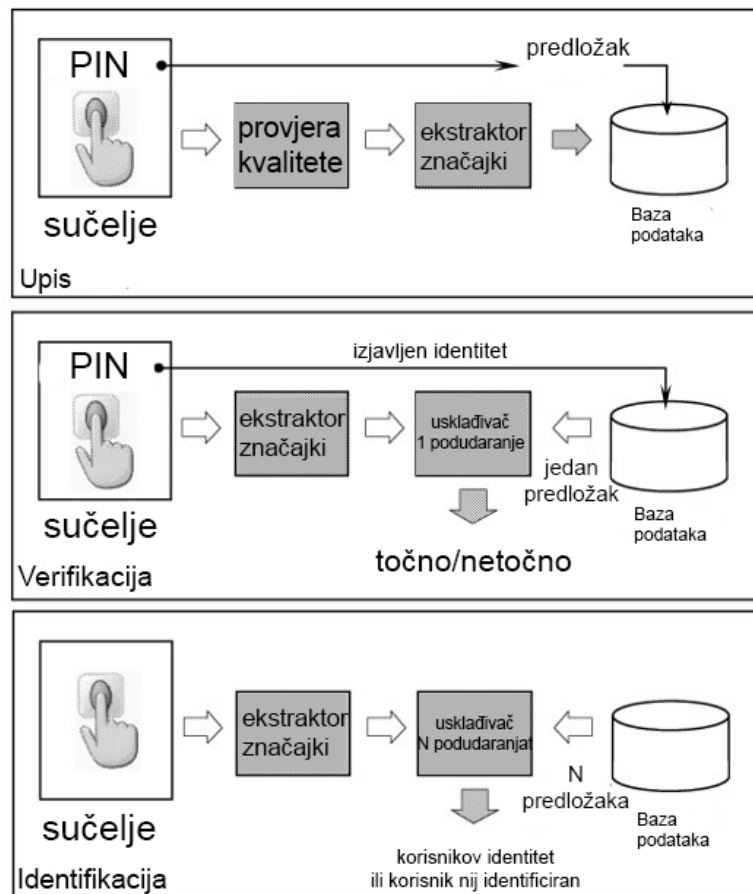 PIN
predložak
provjera
kvalitete
ekstraktor
značajki
sučelje
Baza
podataka
Upis
PIN
izjavljen identitet
ekstraktor
značajki
usklađivač
1 podudaranje
jedan
predložak
sučelje
Baza
podataka
točno/netočno
Verifikacija
ekstraktor
značajki
usklađivač
N podudaranjat
N
predložaka
sučelje
Baza
podataka
korisnikov identitet
ili korisnik nij identificiran
Identifikacija